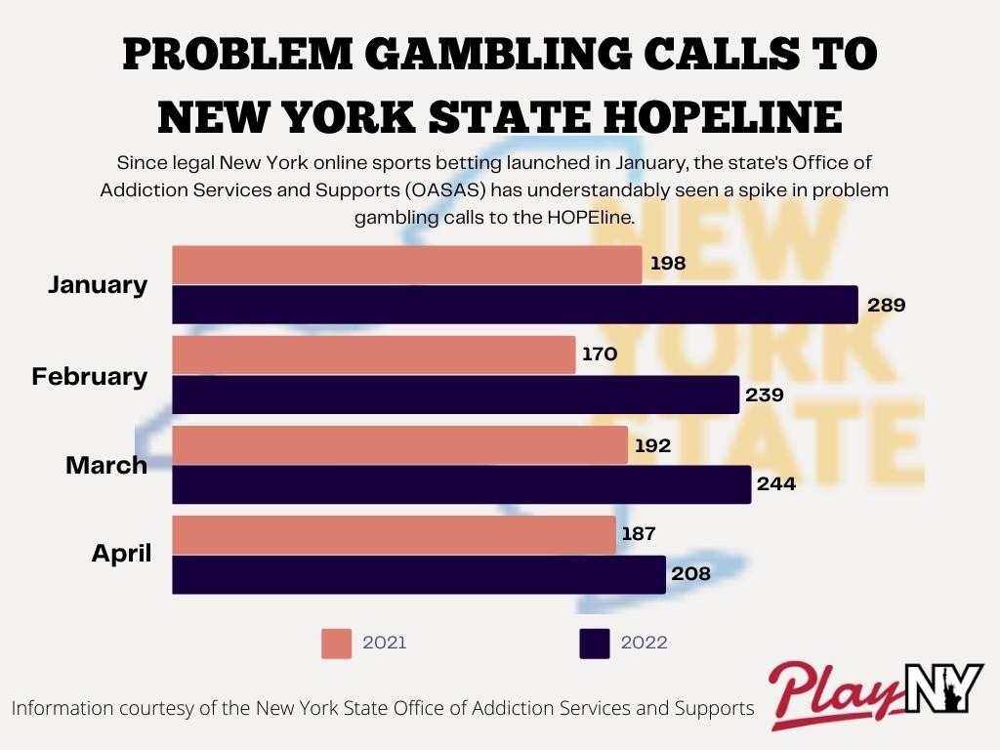 PROBLEM GAMBLING CALLS TO
NEW YORK STATE HOPELINE
Since legal New York online sports betting launched in January, the state's Office of
Addiction Services and Supports (OASAS) has understandably seen a spike in problem
gambling calls to the HOPEline.
NEW
YORK
STATE
January
198
289
February
170
239
March
192
244
April
187
208
2021
2022
Information courtesy of the New York State Office of Addiction Services and Supports
PlayNY